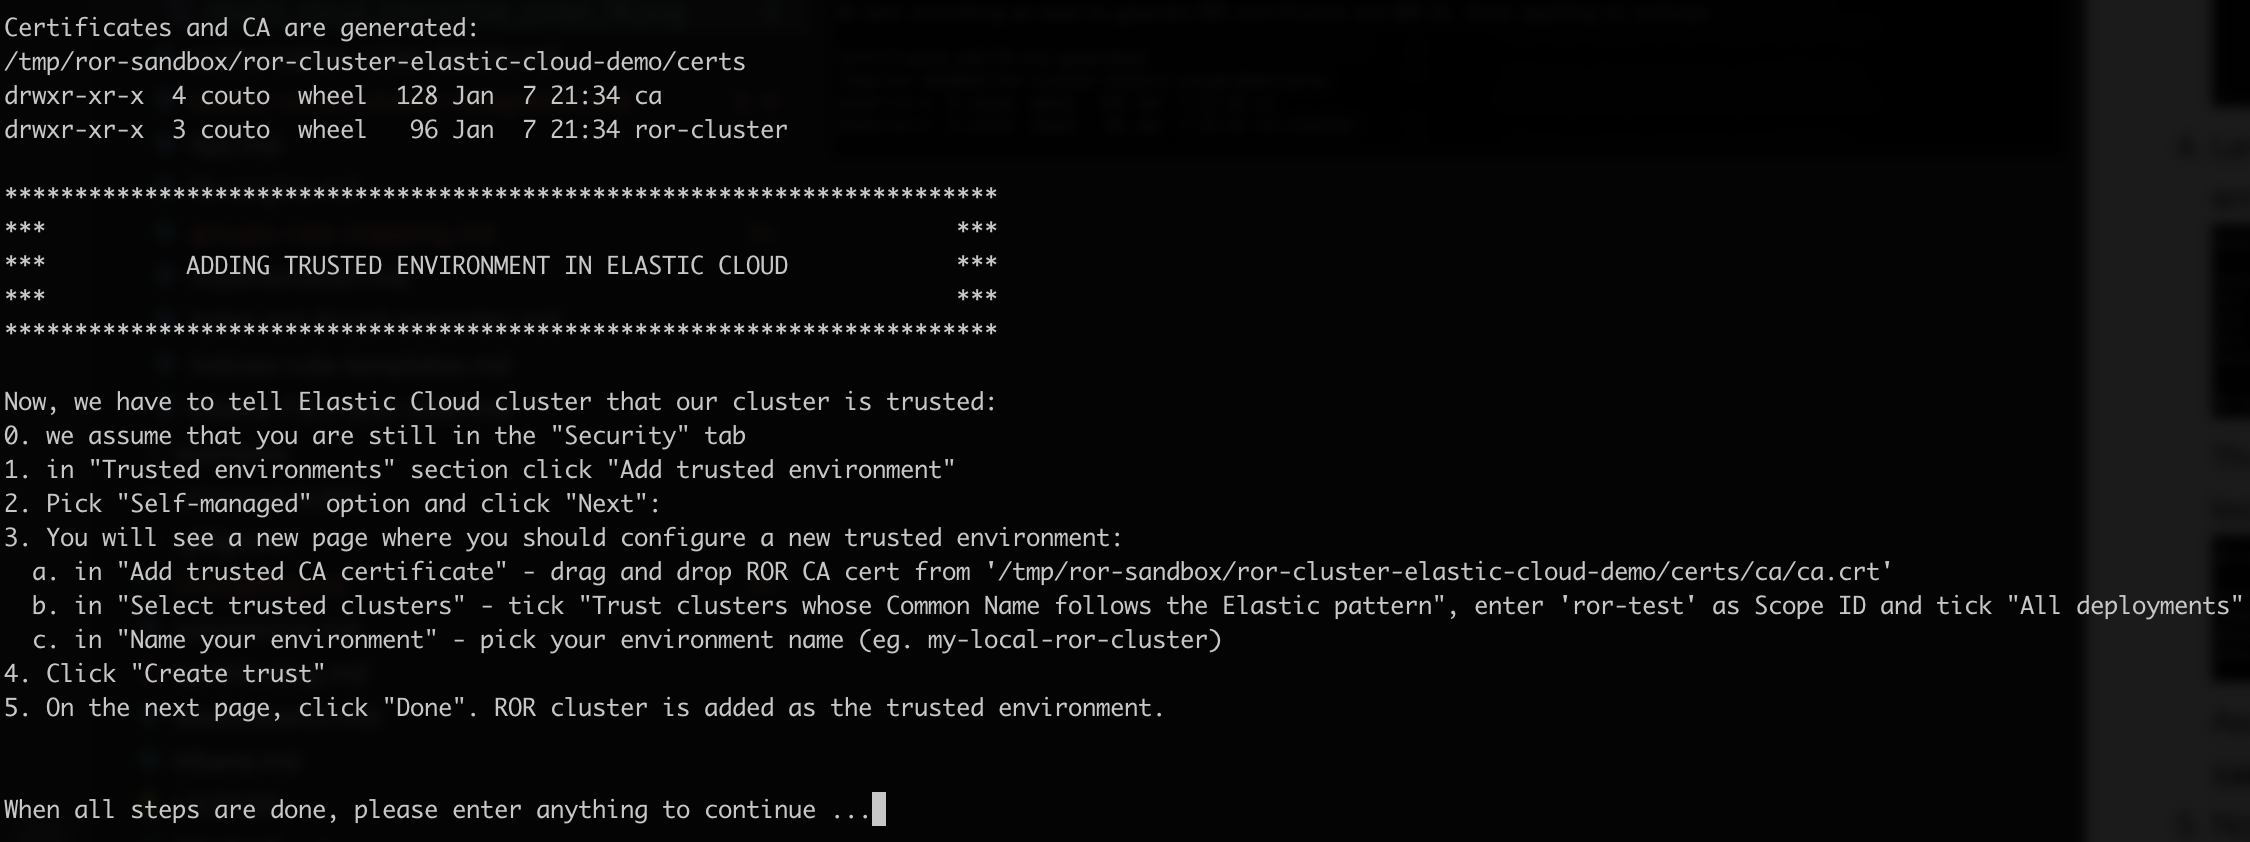 Certificates and CA are generated:
/tmp/ror-sandbox/ror-cluster-elastic-cloud-demo/certs
drwxr-xr-x  4 couto  wheel  128 Jan  7 21:34 ca
drwxr-xr-x  3 couto  wheel   96 Jan  7 21:34 ror-cluster
***********************************************************************
***                                                                 ***
***          ADDING TRUSTED ENVIRONMENT IN ELASTIC CLOUD            ***
***                                                                 ***
***********************************************************************
Now, we have to tell Elastic Cloud cluster that our cluster is trusted:
0. we assume that you are still in the "Security" tab
1. in "Trusted environments" section click "Add trusted environment"
2. Pick "Self-managed" option and click "Next":
3. You will see a new page where you should configure a new trusted environment:
  a. in "Add trusted CA certificate" - drag and drop ROR CA cert from '/tmp/ror-sandbox/ror-cluster-elastic-cloud-demo/certs/ca/ca.crt'
  b. in "Select trusted clusters" - tick "Trust clusters whose Common Name follows the Elastic pattern", enter 'ror-test' as Scope ID and tick "All deployments"
  c. in "Name your environment" - pick your environment name (eg. my-local-ror-cluster)
4. Click "Create trust"
5. On the next page, click "Done". ROR cluster is added as the trusted environment.
When all steps are done, please enter anything to continue ...